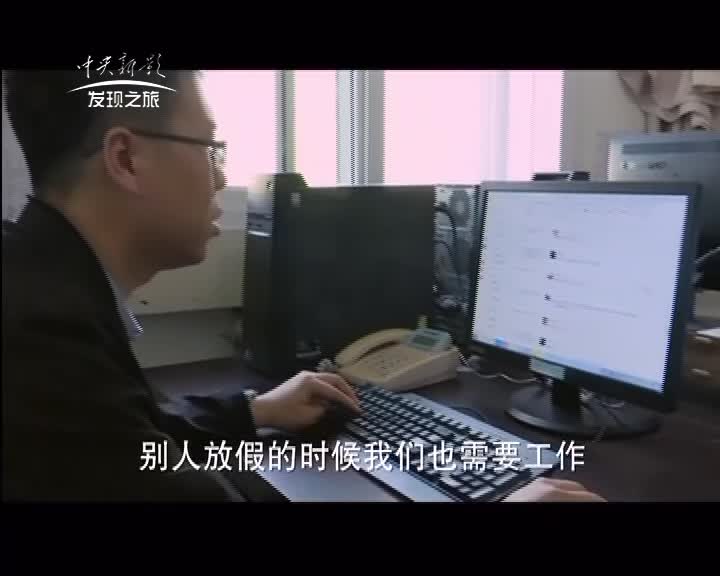 中央新影
发现之旅
别人放假的时候我们也需要工作